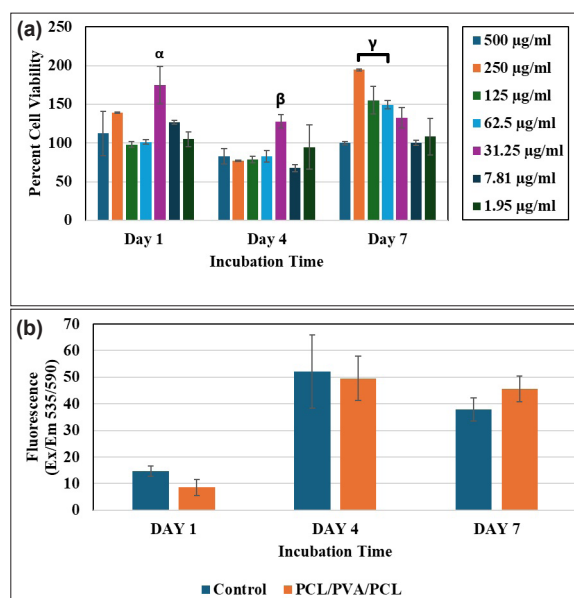 (a)
250
200
150
100
50
0
Percent Cell Viability
α
β
γ
Day 1 Day 4 Day 7
Incubation Time
500 µg/ml
250 µg/ml
125 µg/ml
62.5 µg/ml
31.25 µg/ml
7.81 µg/ml
1.95 µg/ml
(b)
70
60
50
40
30
20
10
0
Fluorescence
(Ex/Em 535/590)
DAY 1 DAY 4 DAY 7
Incubation Time
Control PCL/PVA/PCL